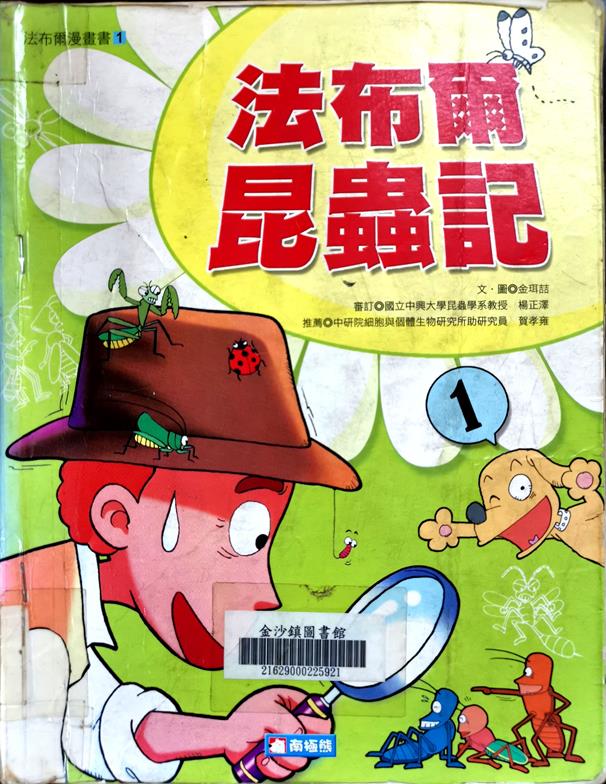 法布爾漫畫書1
法布爾
昆蟲記
文・圖◎金珥喆
審訂◎國立中興大學昆蟲學系教授 楊正澤
推薦◎中研院細胞與個體生物研究所助研究員 賀孝雍
1
金沙鎮圖書館
21629000225921
南極熊